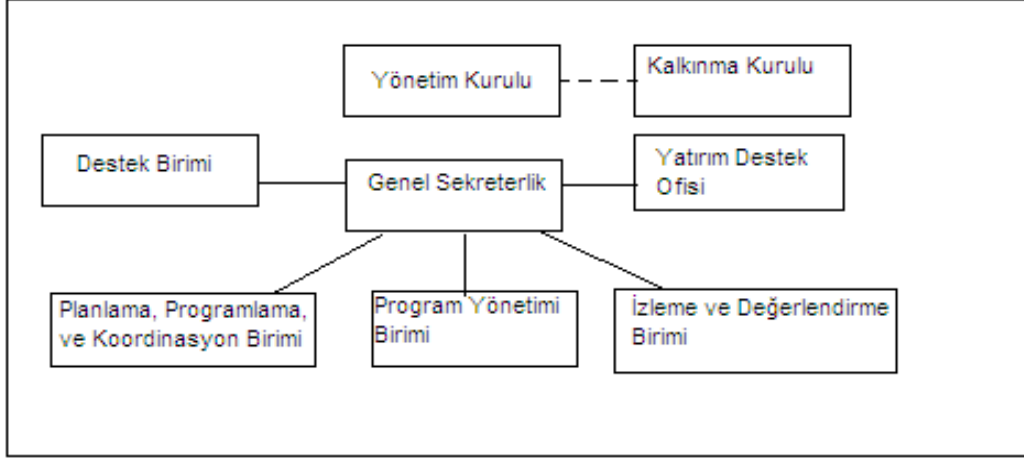 Yönetim Kurulu
Kalkınma Kurulu
Destek Birimi
Genel Sekreterlik
Yatırım Destek
Ofisi
Planlama, Programlama,
ve Koordinasyon Birimi
Program Yönetimi
Birimi
İzleme ve Değerlendirme
Birimi